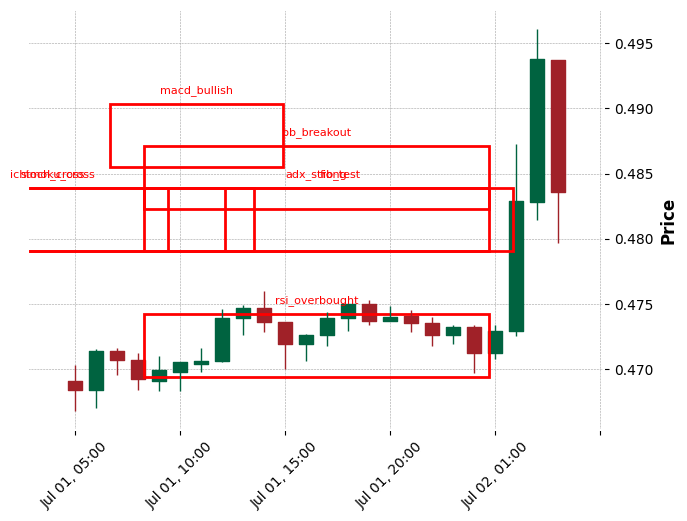 macd_bullish
bb_breakout
stoch_cross
adx_strong
fib_test
rsi_overbought
0.495
0.490
0.485
0.480
0.475
0.470
Price
Jul 01, 05:00
Jul 01, 10:00
Jul 01, 15:00
Jul 01, 20:00
Jul 02, 01:00